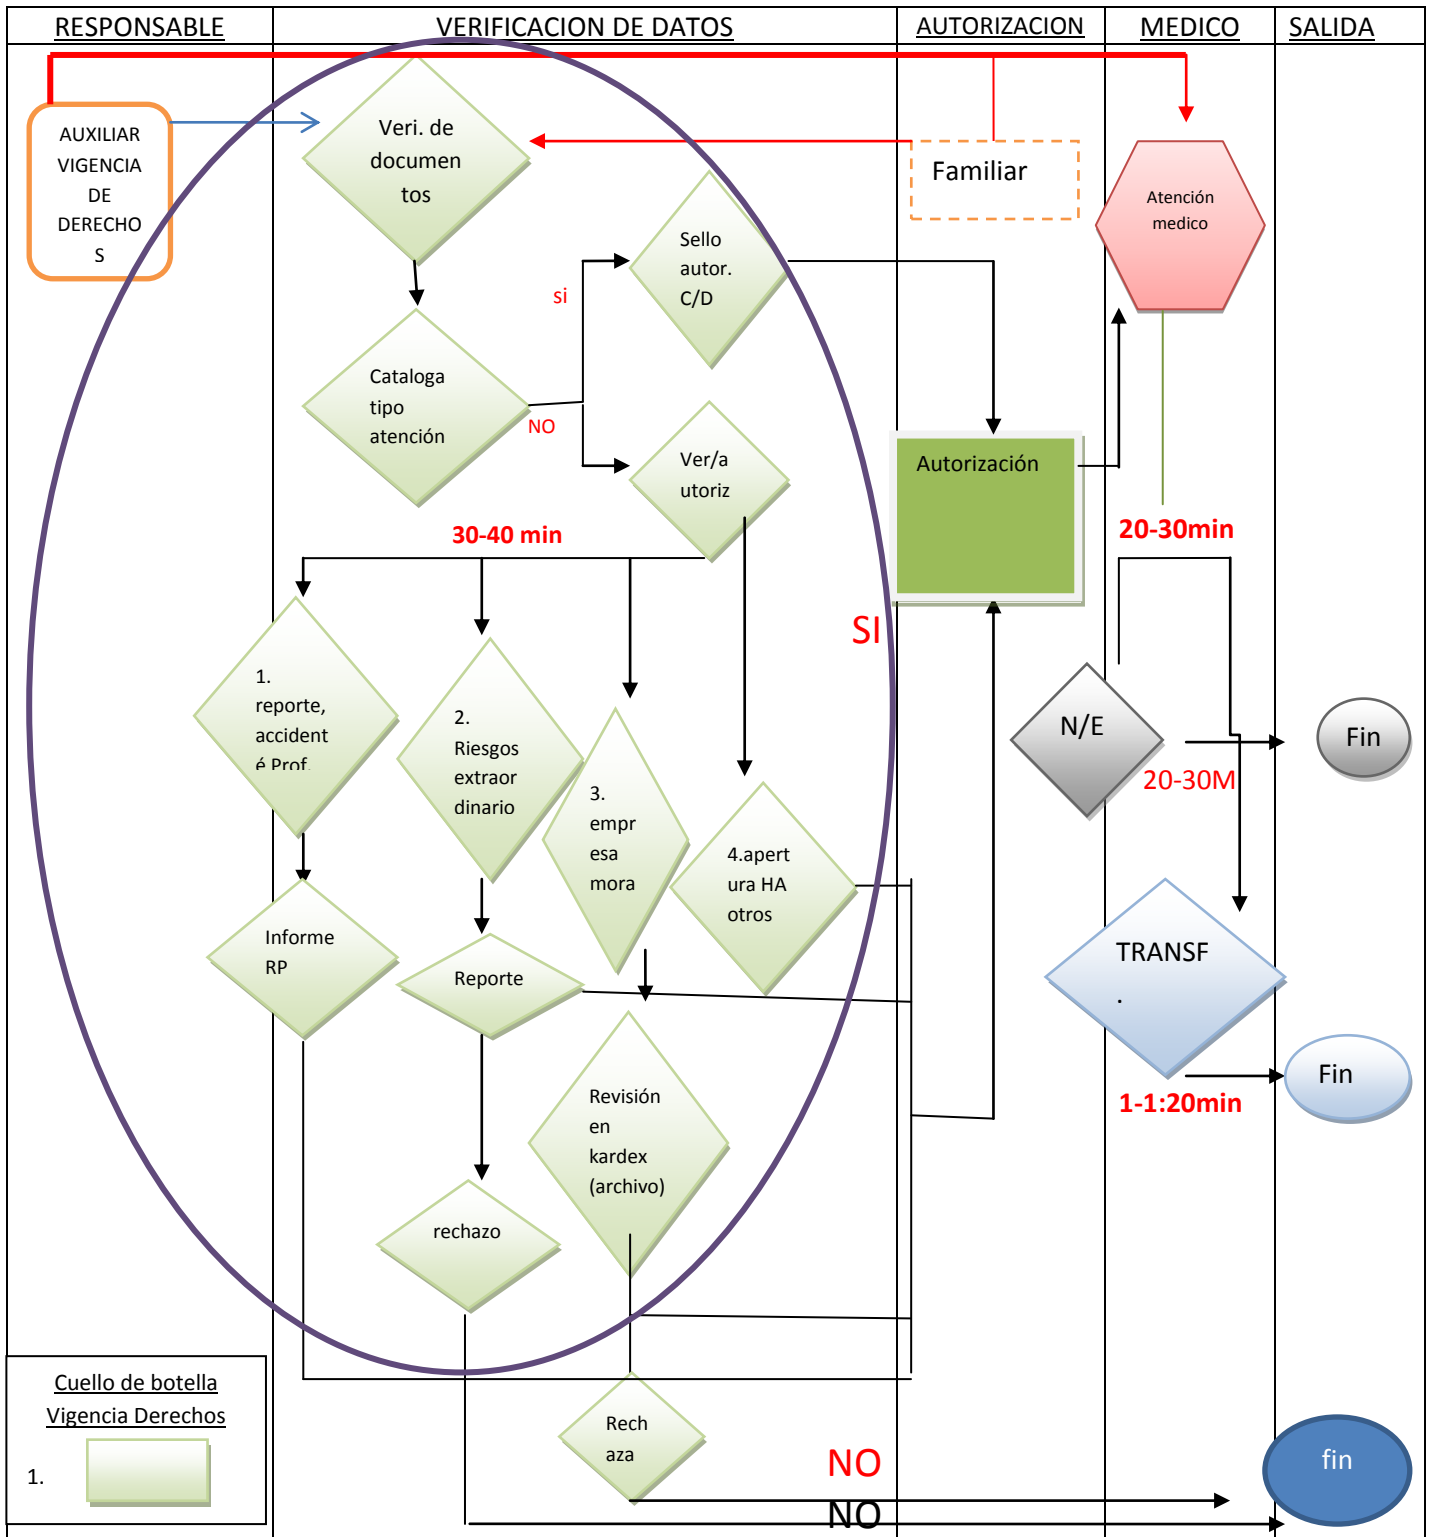 RESPONSABLE
VERIFICACION DE DATOS
AUTORIZACION
MEDICO
SALIDA
AUXILIAR
VIGENCIA
DE
DERECHO
S
Veri. de
documen
tos
Familiar
Atención
medico
Sello
autor.
C/D
si
Cataloga
tipo
atención
NO
Ver/a
utoriz
Autorización
30-40 min
20-30min
SI
1.
reporte,
accident
é Prof.
2.
Riesgos
extraor
dinario
3.
empr
esa
mora
4.apert
ura HA
otros
N/E
Fin
20-30M
Informe
RP
Reporte
TRANSF
.
Fin
1-1:20min
Revisión
en
kardex
(archivo)
rechazo
Cuello de botella
Vigencia Derechos
1.
Rech
aza
NO
NO
fin